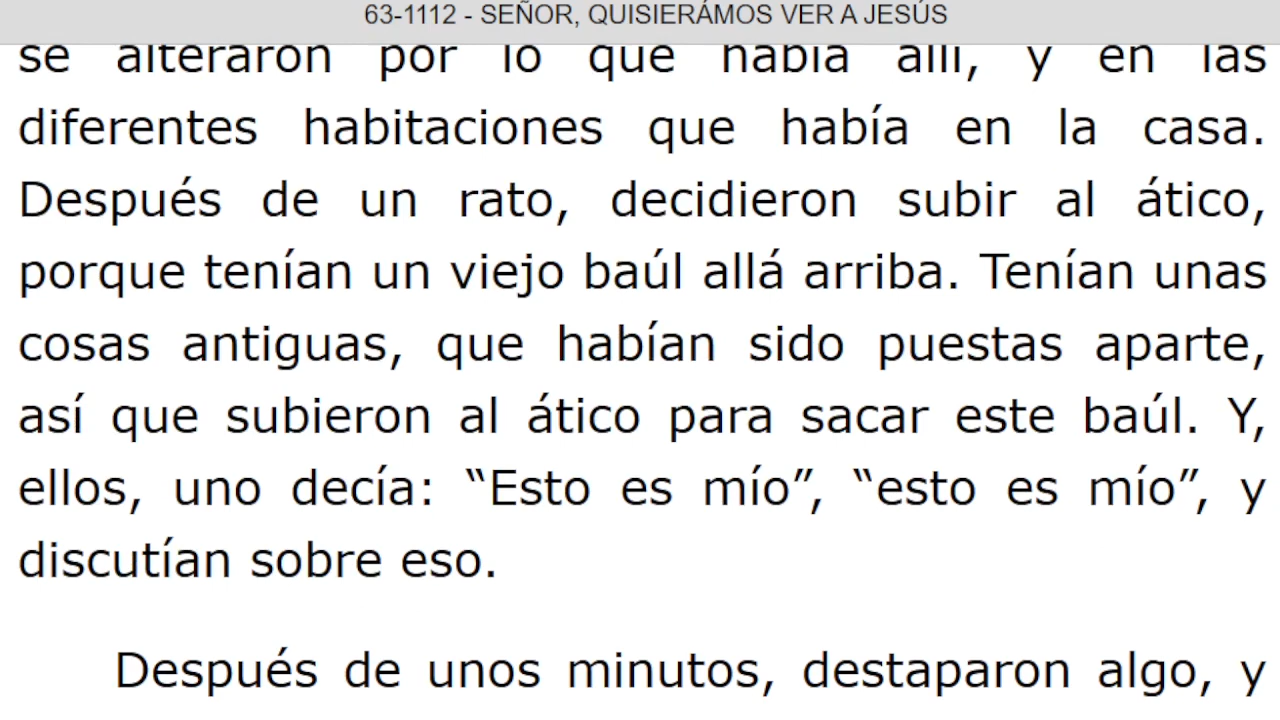 63-1112 - SEÑOR, QUISIERÁMOS VER A JESÚS
se alteraron por lo que había allí, y en las
diferentes habitaciones que había en la casa.
Después de un rato, decidieron subir al ático,
porque tenían un viejo baúl allá arriba. Tenían unas
cosas antiguas, que habían sido puestas aparte,
así que subieron al ático para sacar este baúl. Y,
ellos, uno decía: “Esto es mío”, “esto es mío”, y
discutían sobre eso.
Después de unos minutos, destaparon algo, y